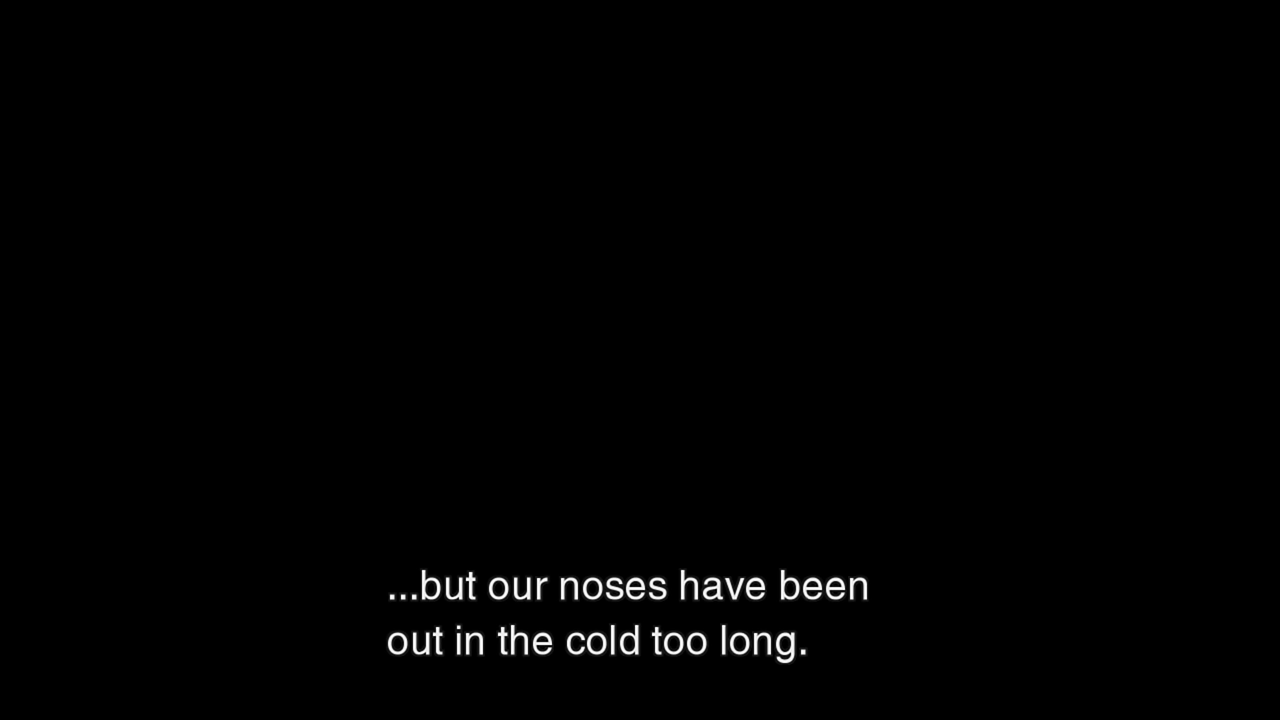 ...but our noses have been
out in the cold too long.